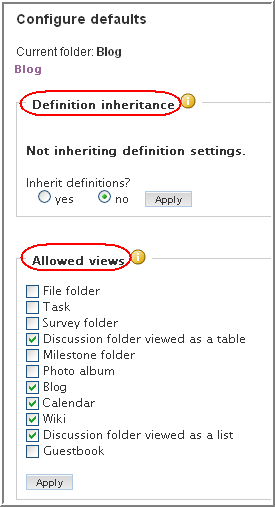 Configure defaults
Current folder: Blog
Blog
Definition inheritance
Not inheriting definition settings.
Inherit definitions?
yes no Apply
Allowed views
File folder
Task
Survey folder
Discussion folder viewed as a table
Milestone folder
Photo album
Blog
Calendar
Wiki
Discussion folder viewed as a list
Guestbook
Apply